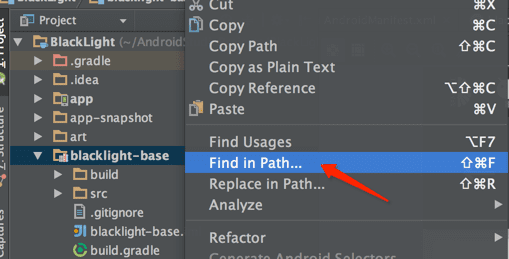 Project
BlackLight (~/Android
.gradle
.idea
app
app-snapshot
art
blacklight-base
build
src
.gitignore
blacklight-base.
build.gradle
1: Project
Structure
Captures
Cut ⌘X
Copy ⌘C
Copy Path ⇧⌘C
Copy as Plain Text
Copy Reference ⌥⇧⌘C
Paste ⌘V
Find Usages ⌥F7
Find in Path... ⇧⌘F
Replace in Path... ⇧⌘R
Analyze
Refactor
Generate Android Selectors